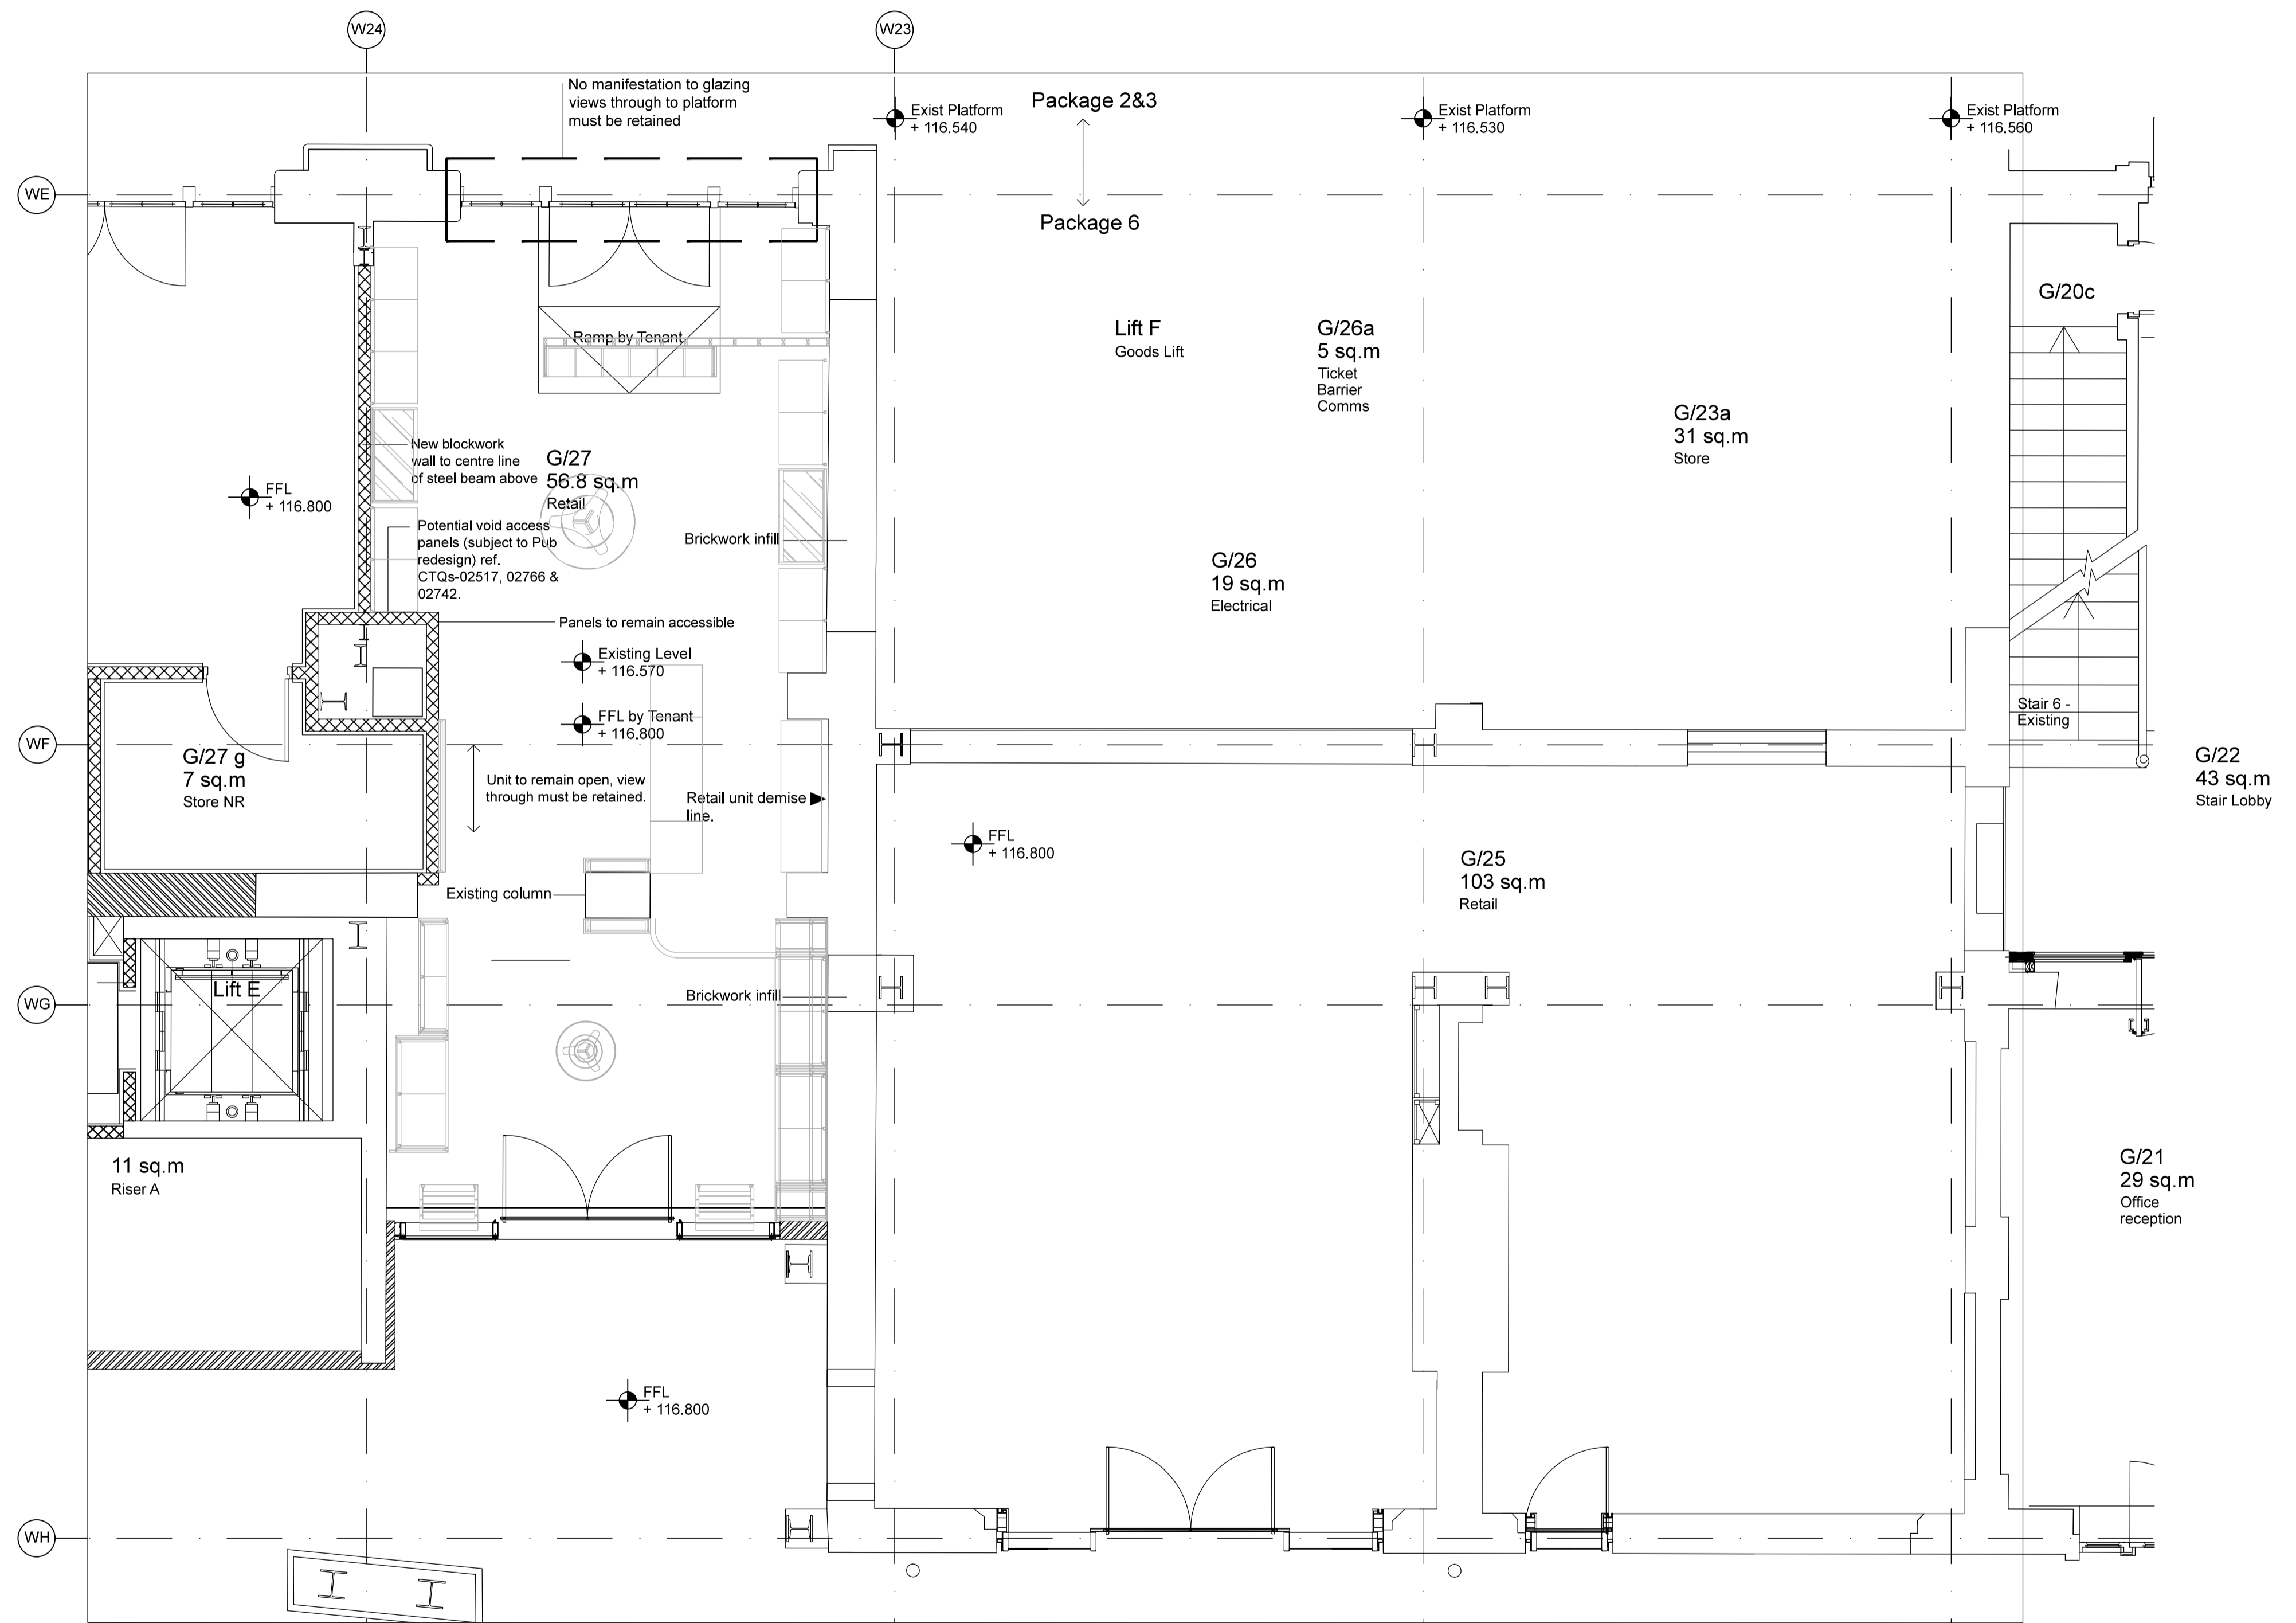 W24
W23
No manifestation to glazing
views through to platform
must be retained
Exist Platform
+ 116.540
Package 2&3
Exist Platform
+ 116.530
Exist Platform
+ 116.560
WE
Package 6
G/20c
Ramp by Tenant
Lift F
Goods Lift
G/26a
5 sq.m
Ticket
Barrier
Comms
G/23a
31 sq.m
Store
New blockwork
wall to centre line
of steel beam above
G/27
56.8 sq.m
Retail
FFL
+ 116.800
Potential void access
panels (subject to Pub
redesign) ref.
CTQs-02517, 02766 &
02742.
Brickwork infill
G/26
19 sq.m
Electrical
Panels to remain accessible
Existing Level
+ 116.570
FFL by Tenant
+ 116.800
Stair 6 -
Existing
WF
G/27 g
7 sq.m
Store NR
Unit to remain open, view
through must be retained.
Retail unit demise
line.
G/22
43 sq.m
Stair Lobby
FFL
+ 116.800
G/25
103 sq.m
Retail
Existing column
Lift E
WG
Brickwork infill
11 sq.m
Riser A
G/21
29 sq.m
Office
reception
FFL
+ 116.800
WH